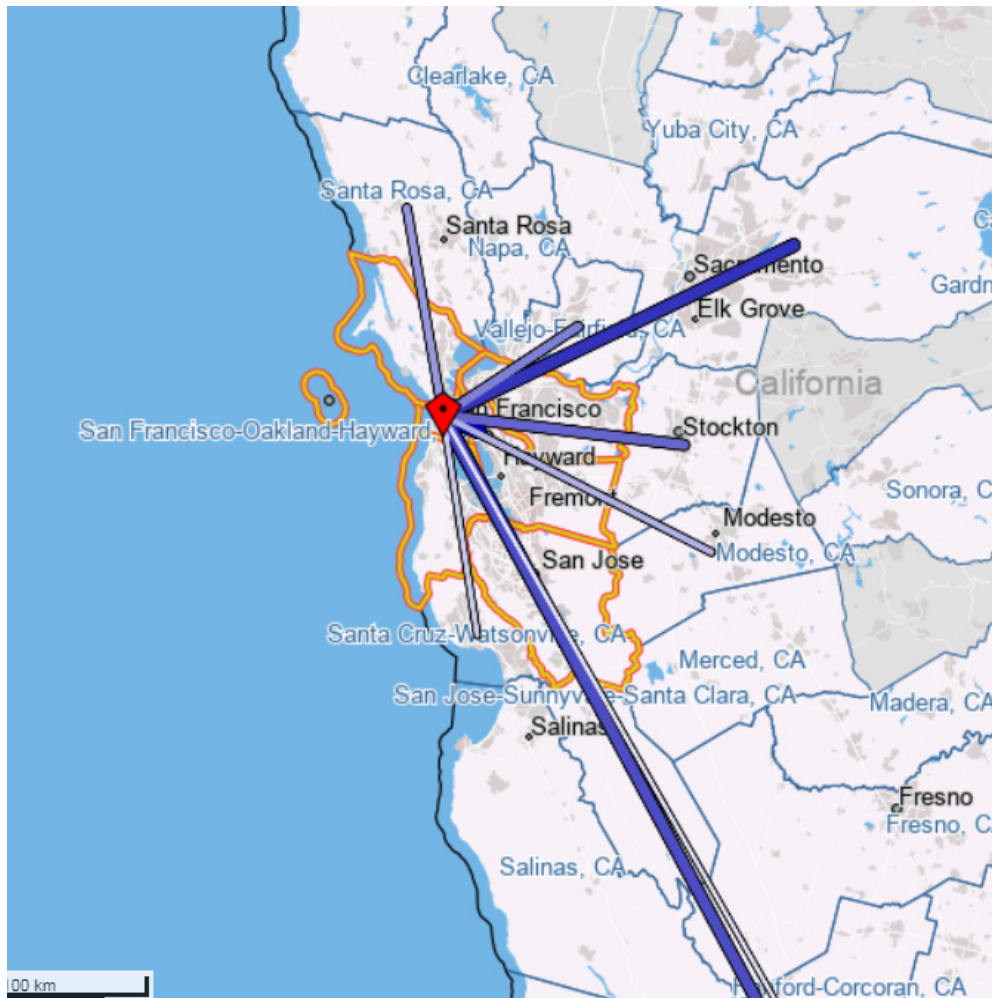 Clearlake, CA
Yuba City, CA
Santa Rosa, CA
Santa Rosa
Napa, CA
Ca
Sacramento
Gardn
Elk Grove
Vallejo-Fairfield, CA
California
San Francisco
San Francisco-Oakland-Hayward
Stockton
Hayward
Sonora, C
Fremont
Modesto
Modesto, CA
San Jose
Santa Cruz-Watsonville, CA
Merced, CA
San Jose-Sunnyvale-Santa Clara, CA
Madera, CA
Salinas
Fresno
Fresno, C
Salinas, CA
100 km
Hanford-Corcoran, CA